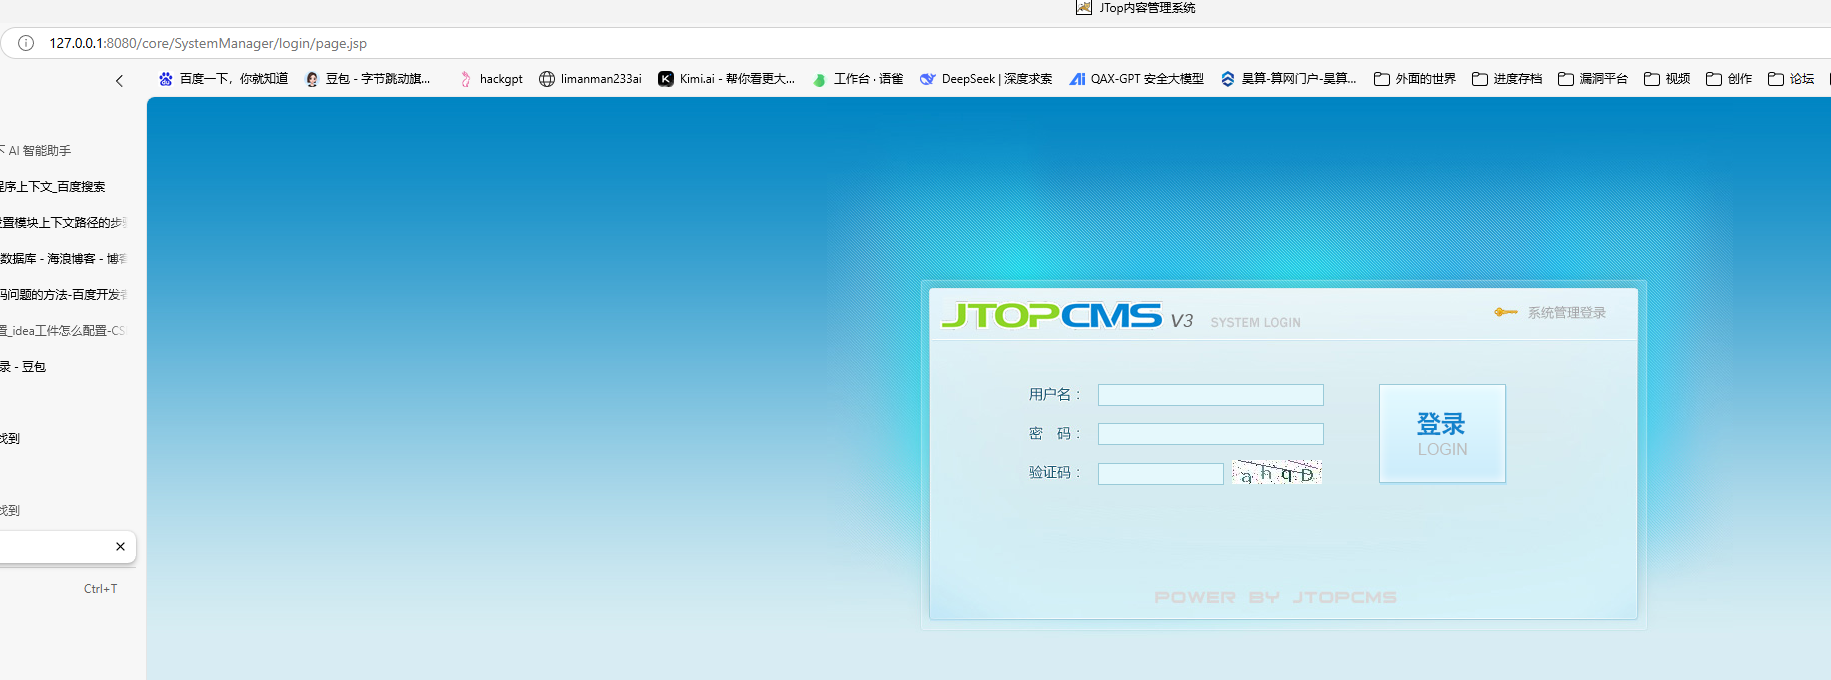 JTop内容管理系统
127.0.0.1:8080/core/SystemManager/login/page.jsp
百度一下，你就知道 豆包 - 字节跳动旗... hackgpt limanman233ai Kimi.ai - 帮你看更大... 工作台 · 语雀 DeepSeek | 深度求索 QAX-GPT 安全大模型 昊算-算网门户-昊算... 外面的世界 进度存档 漏洞平台 视频 创作 论坛
AI 智能助手
程序上下文_百度搜索
置模块上下文路径的步
数据库 - 海浪博客 - 博客
码问题的方法-百度开发者
置_idea工件怎么配置-CS
录 - 豆包
找到
找到
Ctrl+T
JTOPCMS V3 SYSTEM LOGIN
系统管理登录
用户名：
密 码：
验证码：
ahqD
登录
LOGIN
POWER BY JTOPCMS